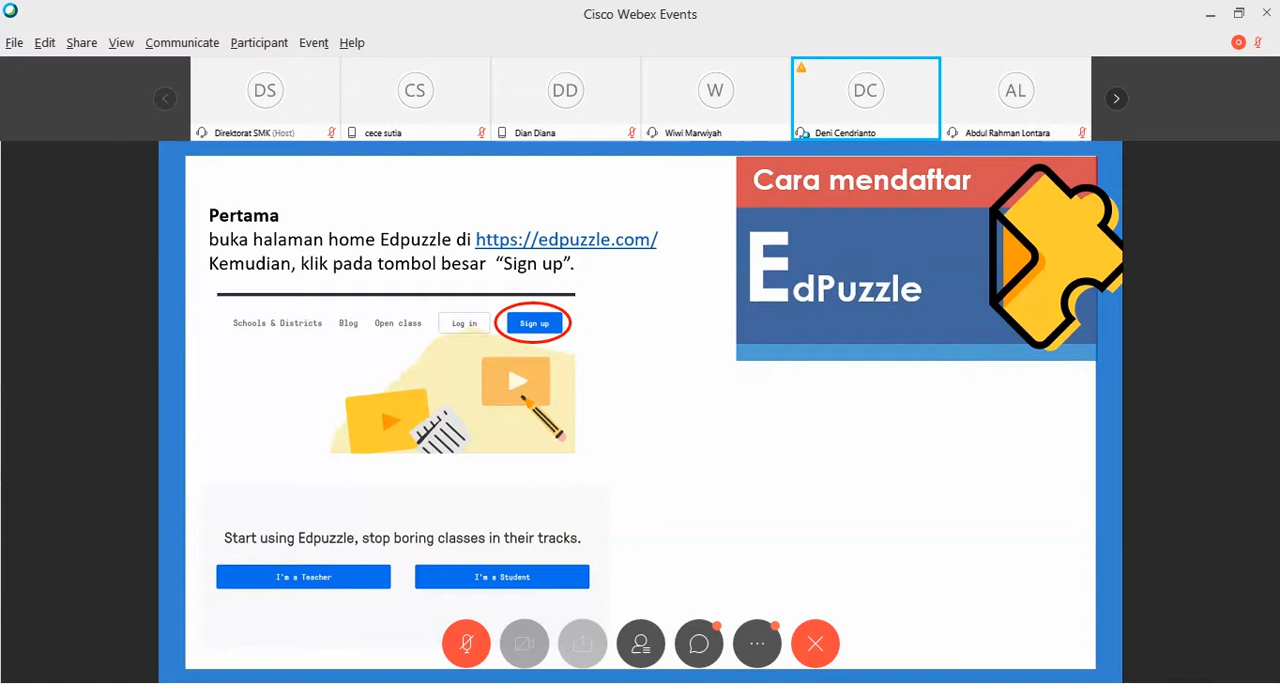 Cisco Webex Events
File Edit Share View Communicate Participant Event Help
DS CS DD W DC AL
Direktorat SMK (Host) cece sutia Dian Diana Wiwi Marwiyah Deni Cendrianto Abdul Rahman Lontara
Cara mendaftar
EdPuzzle
Pertama
buka halaman home Edpuzzle di https://edpuzzle.com/
Kemudian, klik pada tombol besar “Sign up”.
Schools & Districts Blog Open class Log in Sign up
Start using Edpuzzle, stop boring classes in their tracks.
I'm a Teacher I'm a Student